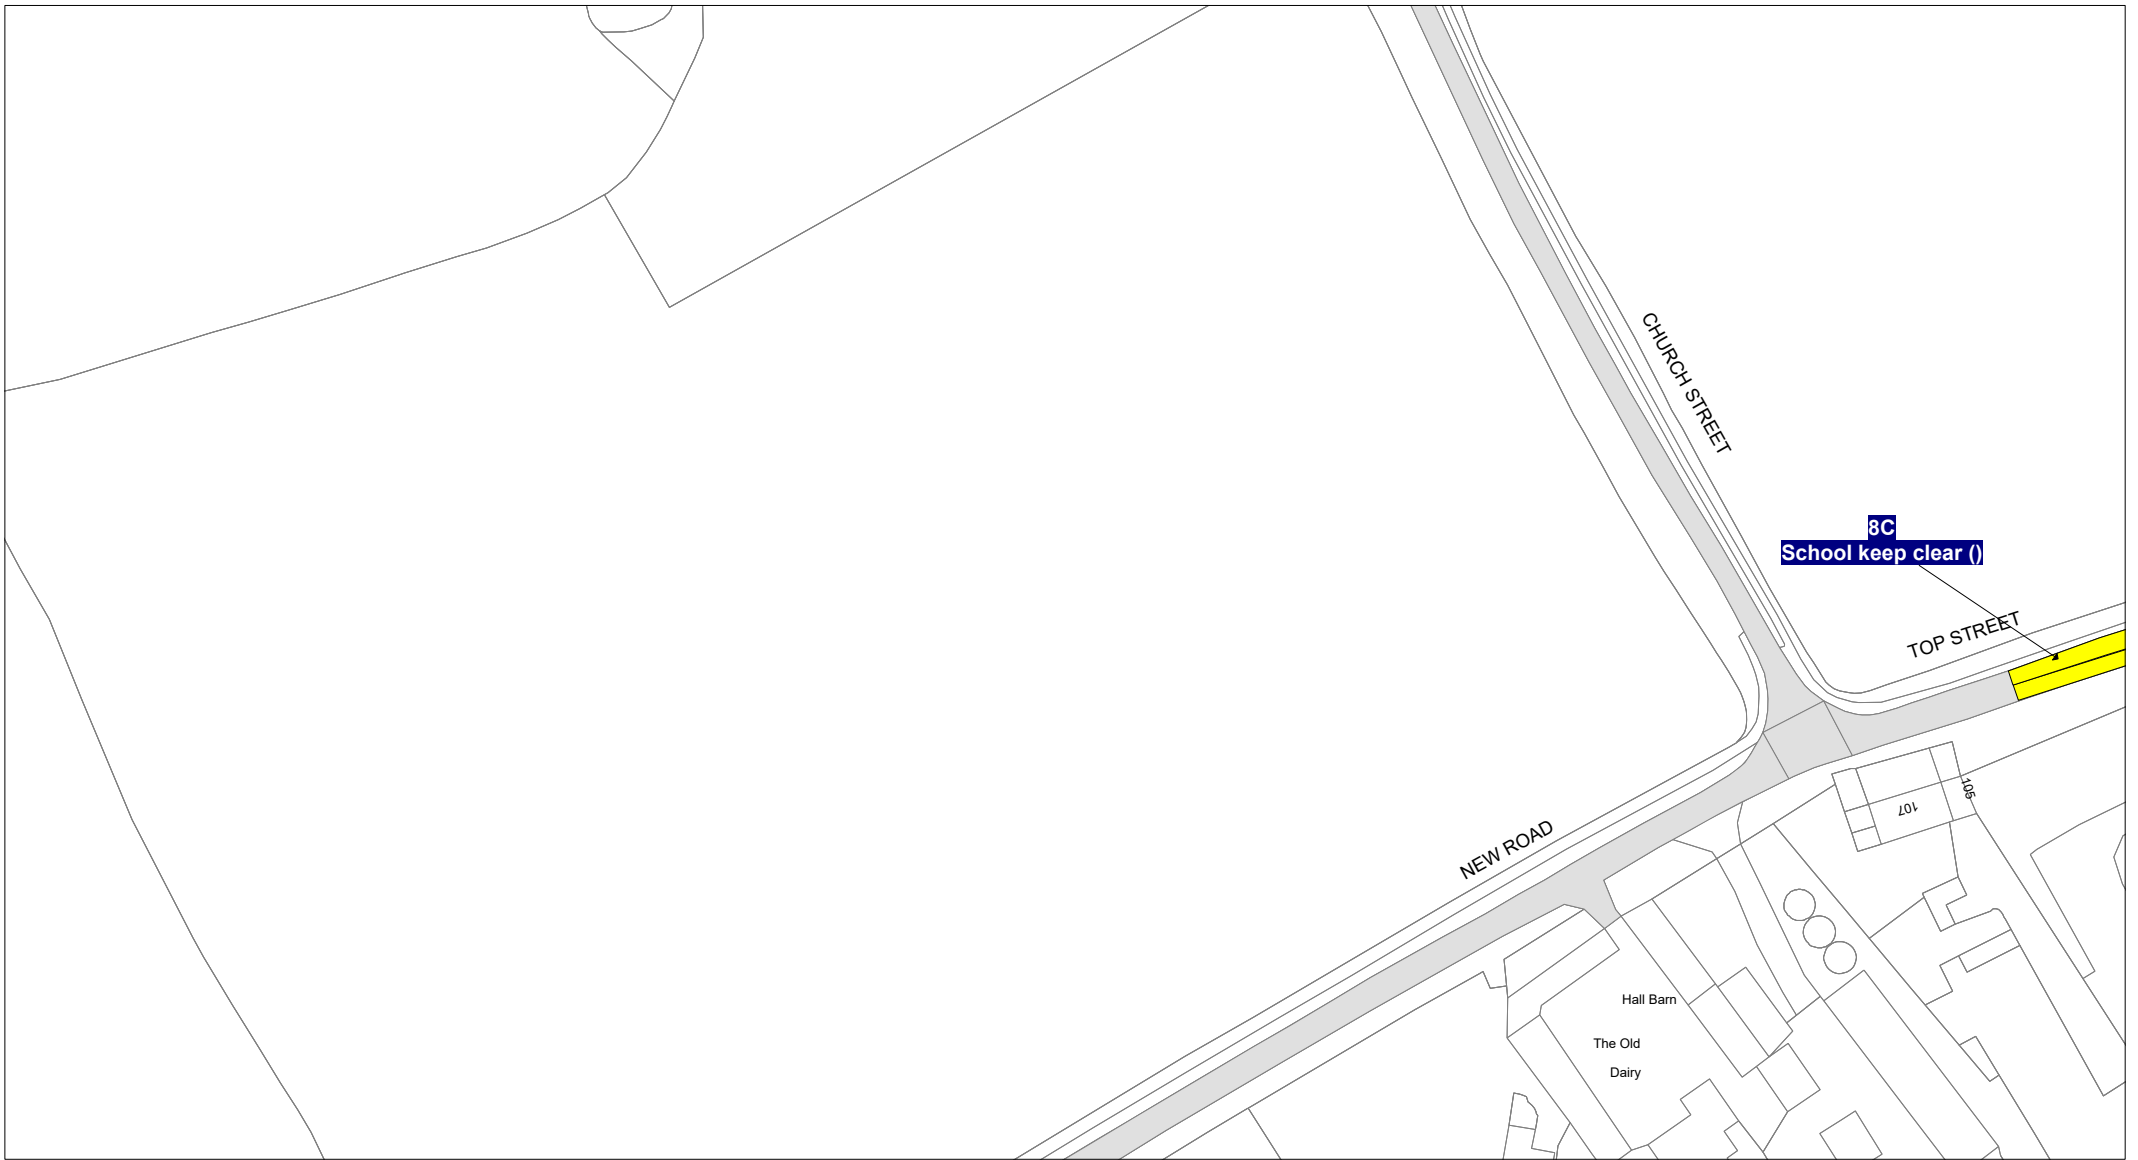 CHURCH STREET
8C
School keep clear ()
TOP STREET
105
107
NEW ROAD
Hall Barn
The Old
Dairy